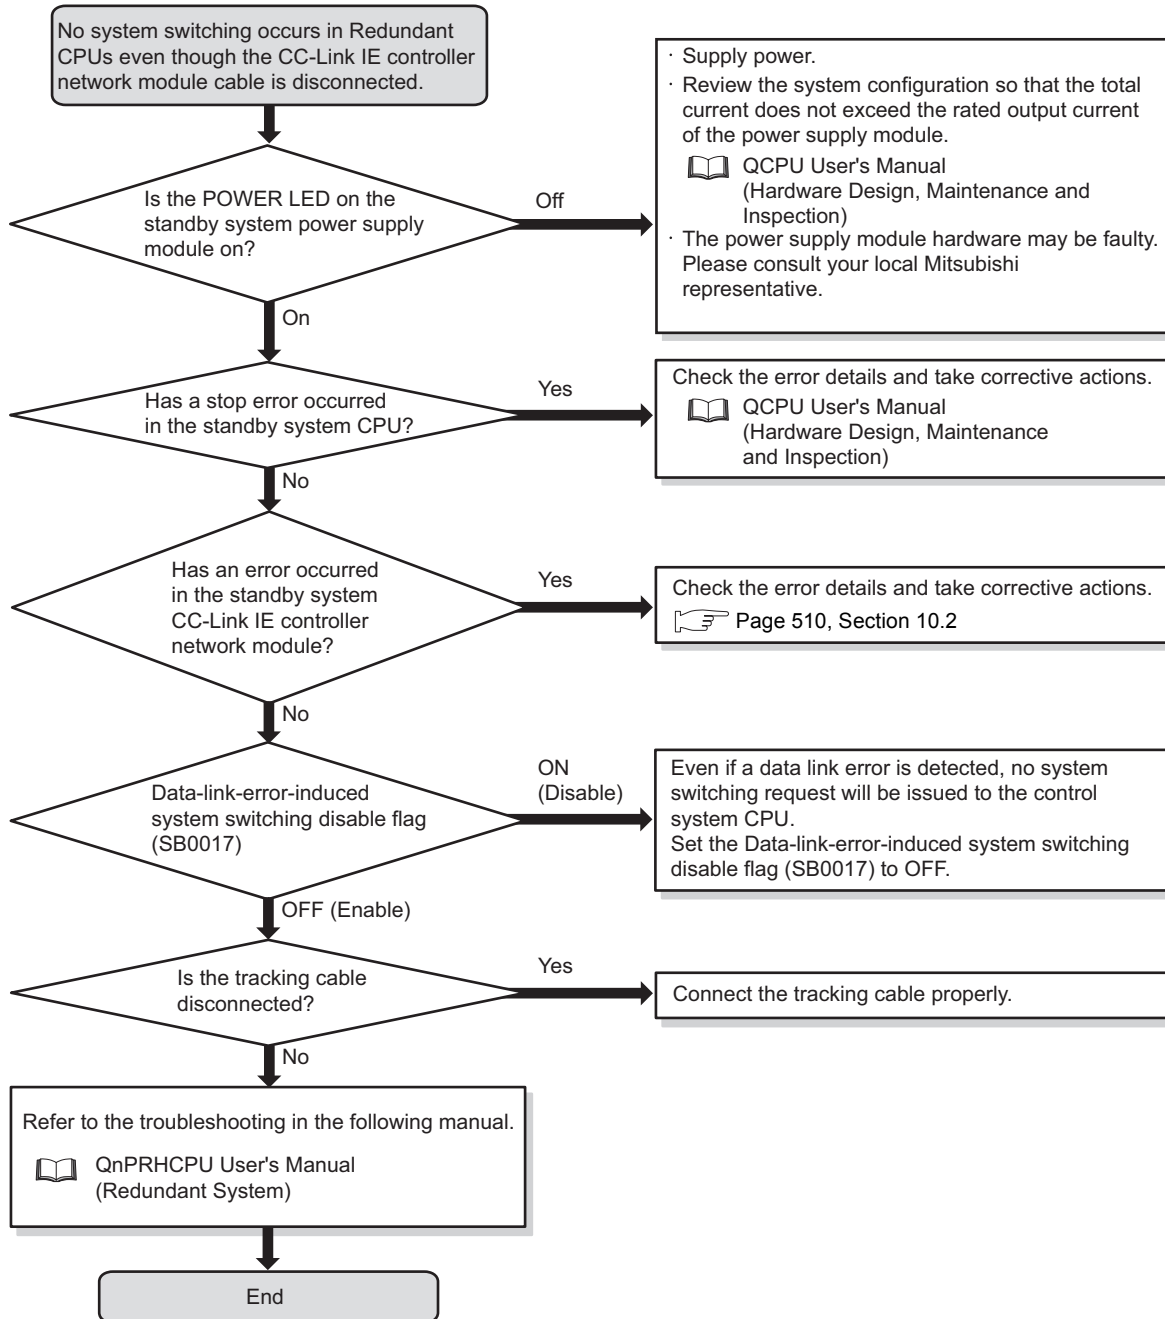 No system switching occurs in Redundant
CPUs even though the CC-Link IE controller
network module cable is disconnected.
Is the POWER LED on the
standby system power supply
module on?
Off
· Supply power.
· Review the system configuration so that the total
current does not exceed the rated output current
of the power supply module.
QCPU User's Manual
(Hardware Design, Maintenance and
Inspection)
· The power supply module hardware may be faulty.
Please consult your local Mitsubishi
representative.
On
Has a stop error occurred
in the standby system CPU?
Yes
Check the error details and take corrective actions.
QCPU User's Manual
(Hardware Design, Maintenance
and Inspection)
No
Has an error occurred
in the standby system
CC-Link IE controller
network module?
Yes
Check the error details and take corrective actions.
Page 510, Section 10.2
No
Data-link-error-induced
system switching disable flag
(SB0017)
ON
(Disable)
Even if a data link error is detected, no system
switching request will be issued to the control
system CPU.
Set the Data-link-error-induced system switching
disable flag (SB0017) to OFF.
OFF (Enable)
Is the tracking cable
disconnected?
Yes
Connect the tracking cable properly.
No
Refer to the troubleshooting in the following manual.
QnPRHCPU User's Manual
(Redundant System)
End